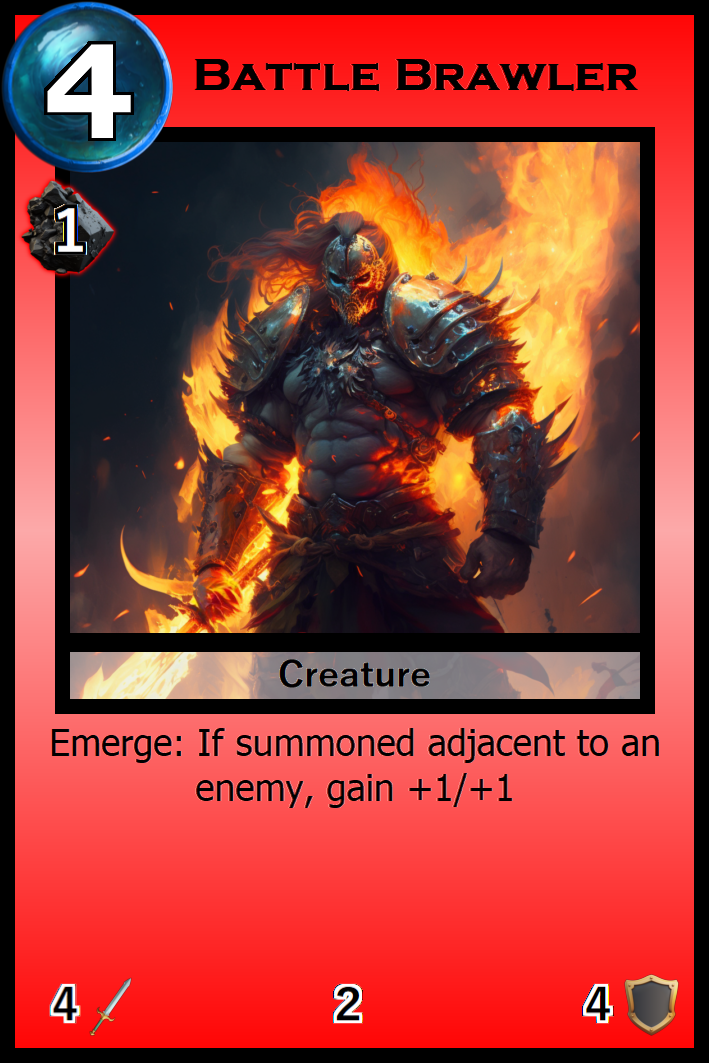 4
Battle Brawler
1
Creature
Emerge: If summoned adjacent to an
enemy, gain +1/+1
4 2 4